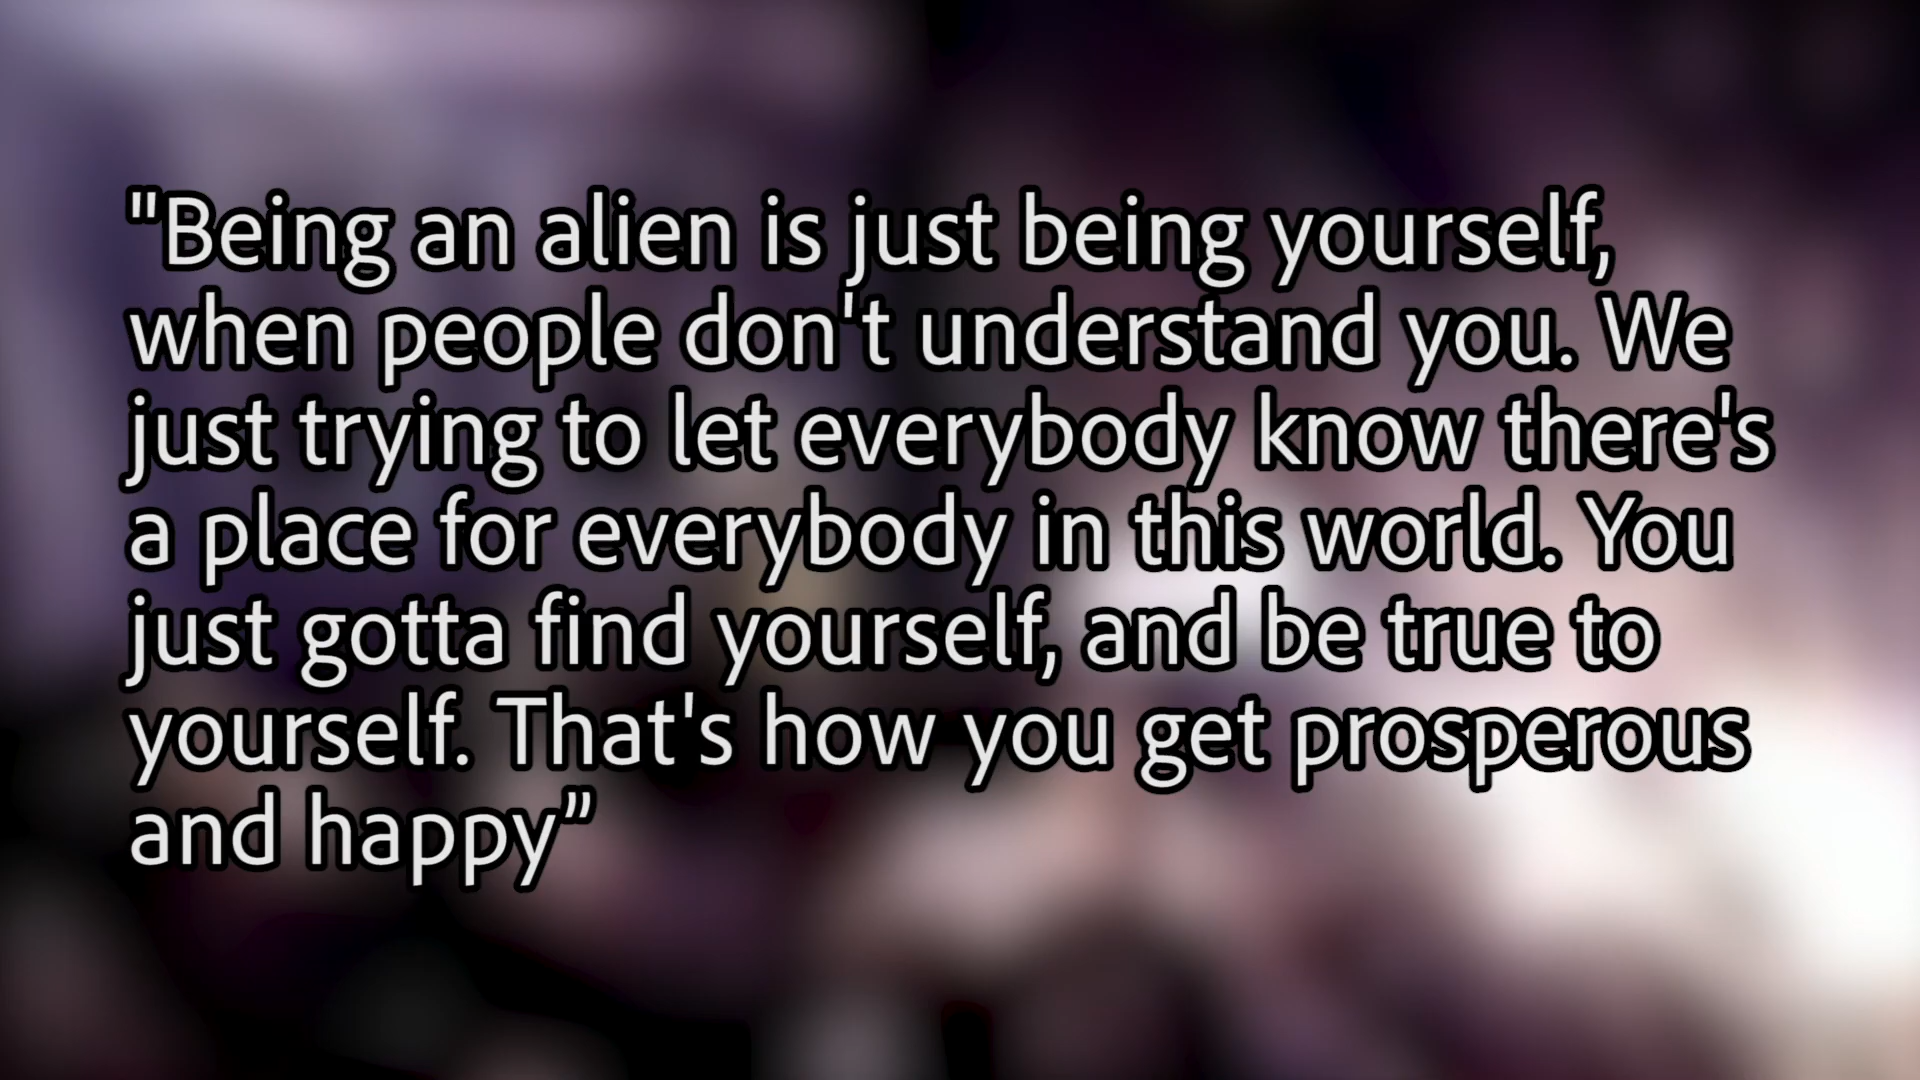 "Being an alien is just being yourself,
when people don't understand you. We
just trying to let everybody know there's
a place for everybody in this world. You
just gotta find yourself, and be true to
yourself. That's how you get prosperous
and happy”